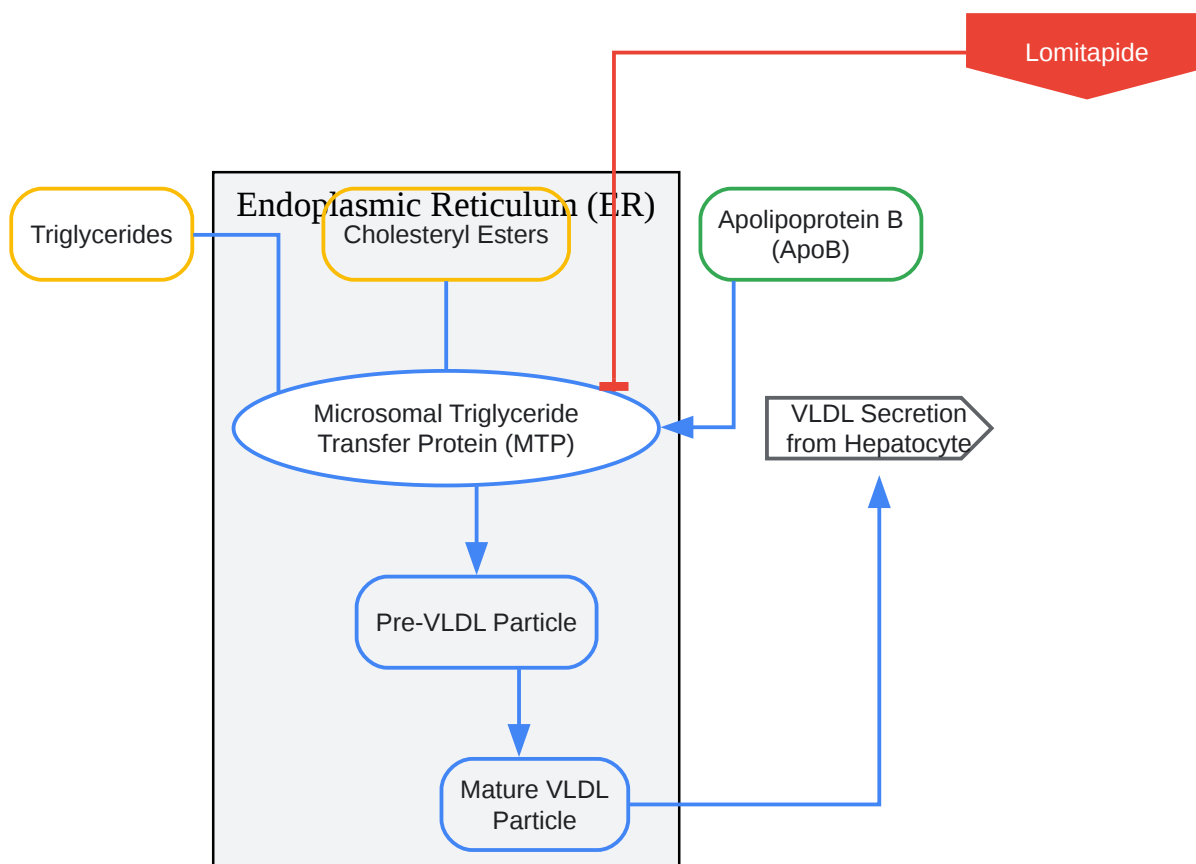 Lomitapide
Endoplasmic Reticulum (ER)
Triglycerides
Cholesteryl Esters
Apolipoprotein B
(ApoB)
Microsomal Triglyceride
Transfer Protein (MTP)
VLDL Secretion
from Hepatocyte
Pre-VLDL Particle
Mature VLDL
Particle